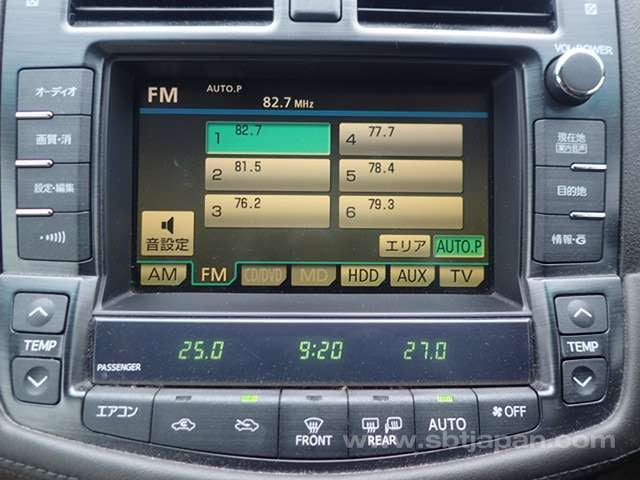 VOL·POWER
オーディオ
画質・消
設定・編集
FM AUTO.P
82.7 MHz
1 82.7
2 81.5
3 76.2
4 77.7
5 78.4
6 79.3
音設定
エリア AUTO.P
AM FM CD/DVD MD HDD AUX TV
現在地
案内音声
目的地
情報・G
TEMP
25.0 9:20 27.0
PASSENGER
TEMP
エアコン
FRONT
REAR
AUTO
OFF
www.sbtjapan.com